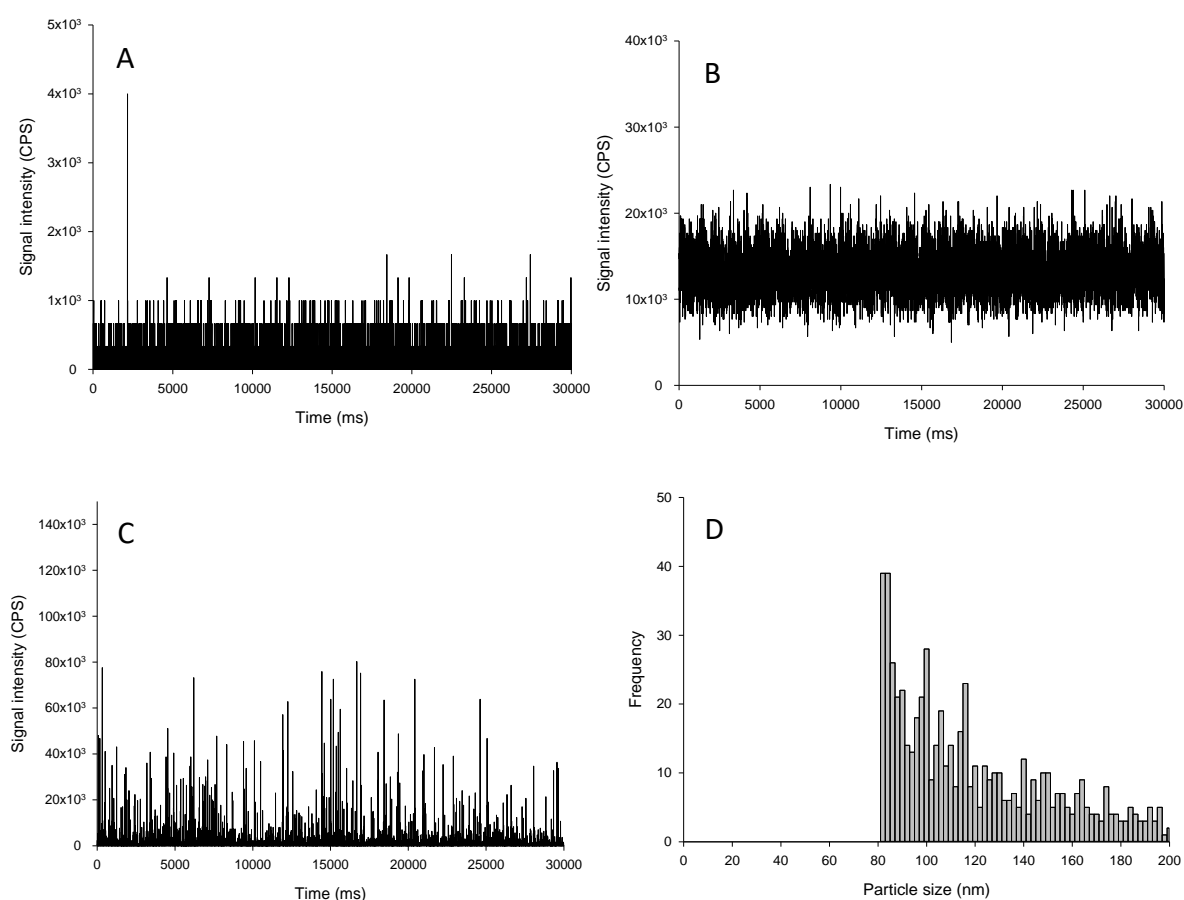 A
5x10³
4x10³
3x10³
2x10³
1x10³
0
Signal intensity (CPS)
0 5000 10000 15000 20000 25000 30000
Time (ms)
B
40x10³
30x10³
20x10³
10x10³
0
Signal intensity (CPS)
0 5000 10000 15000 20000 25000 30000
Time (ms)
C
140x10³
120x10³
100x10³
80x10³
60x10³
40x10³
20x10³
0
Signal intensity (CPS)
0 5000 10000 15000 20000 25000 30000
Time (ms)
D
50
40
30
20
10
0
Frequency
0 20 40 60 80 100 120 140 160 180 200
Particle size (nm)